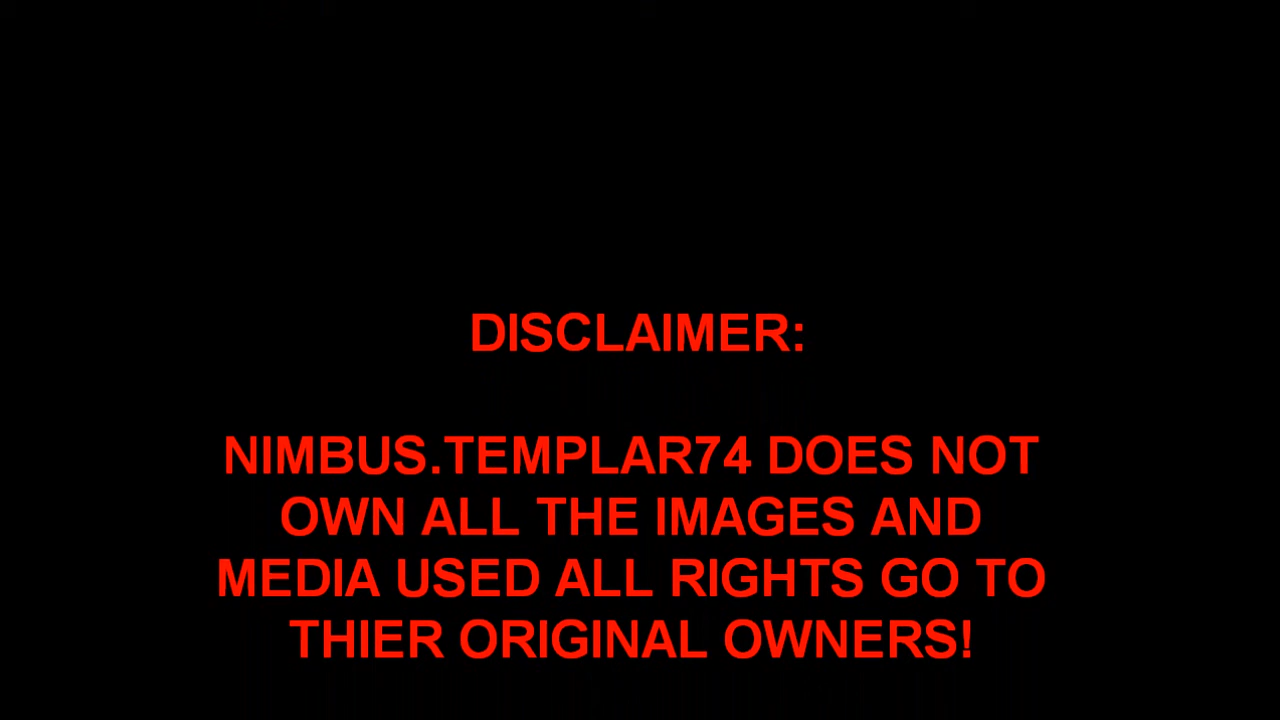 DISCLAIMER:
NIMBUS.TEMPLAR74 DOES NOT
OWN ALL THE IMAGES AND
MEDIA USED ALL RIGHTS GO TO
THIER ORIGINAL OWNERS!